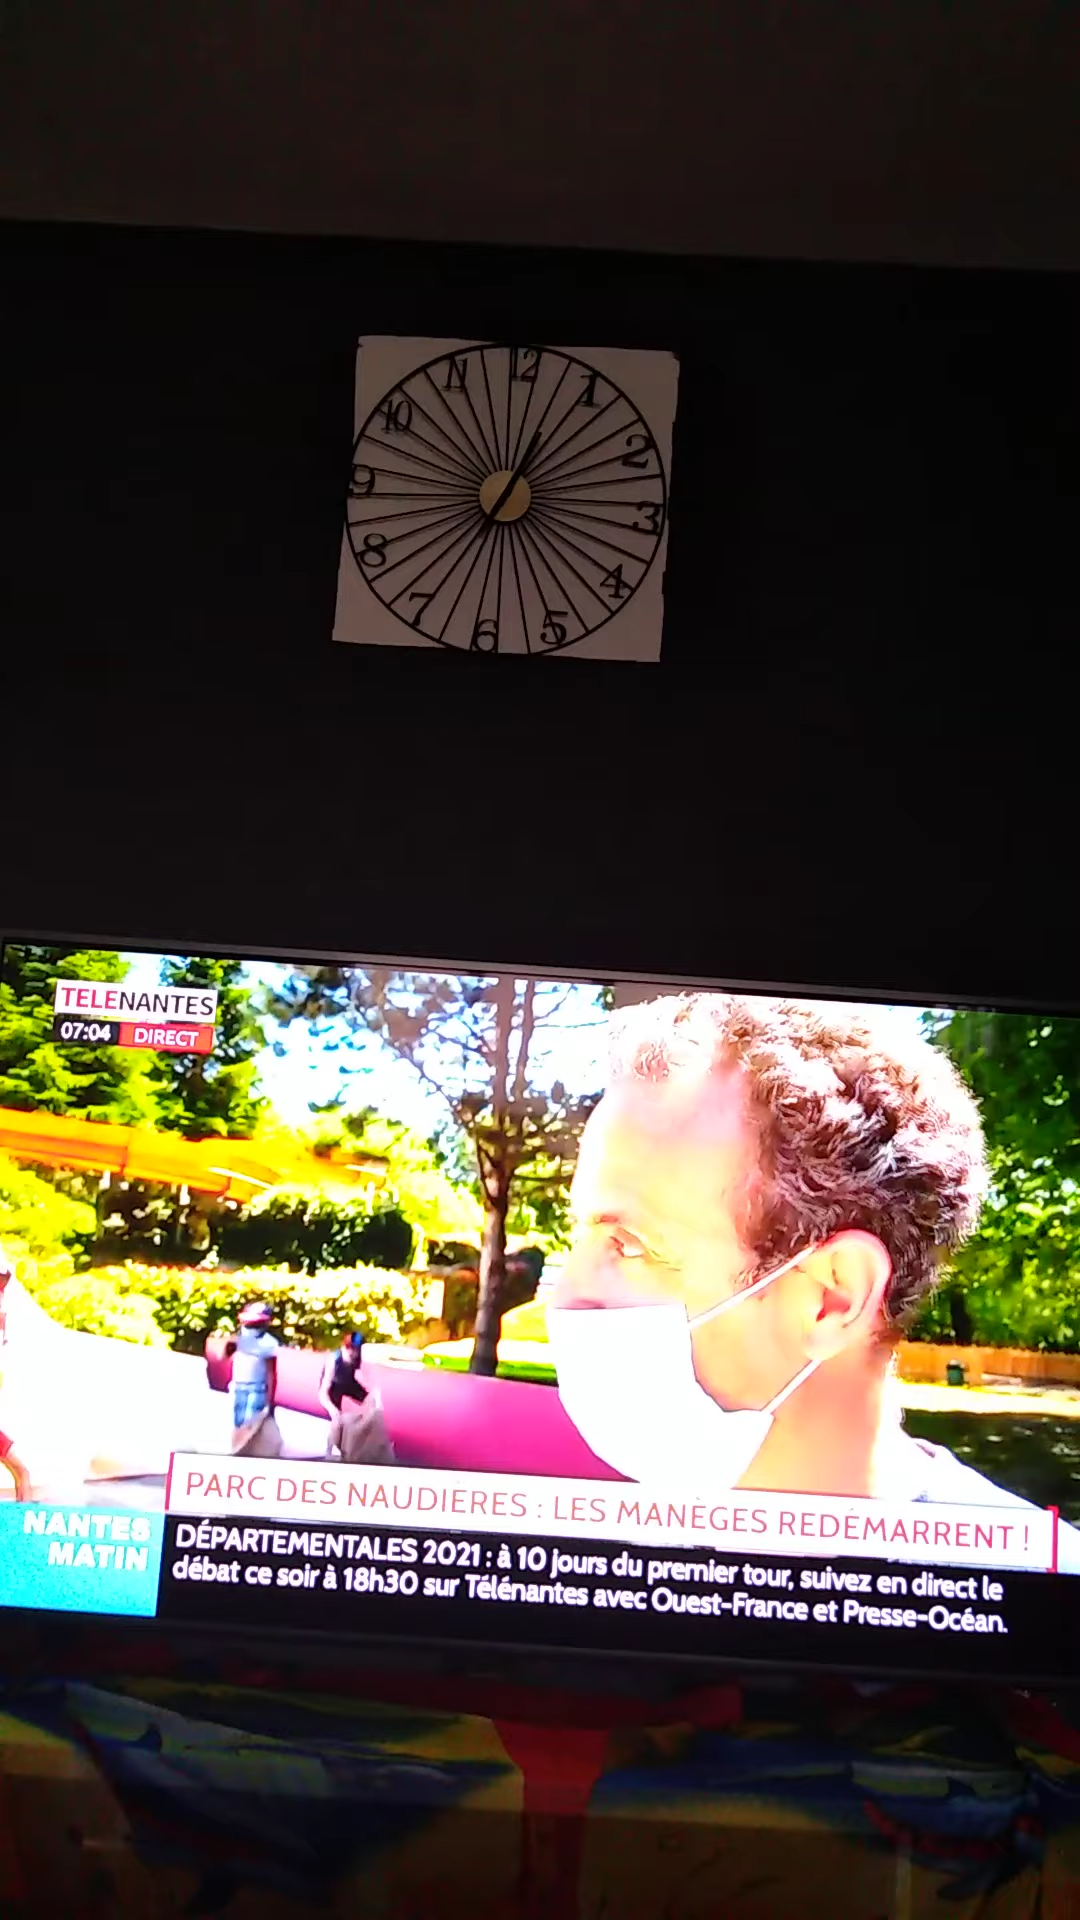 12
1
2
3
4
5
6
7
8
9
10
N
TELENANTES
07:04 DIRECT
PARC DES NAUDIÈRES : LES MANÈGES REDÉMARRENT !
NANTES
MATIN
DÉPARTEMENTALES 2021 : à 10 jours du premier tour, suivez en direct le
débat ce soir à 18h30 sur Télénantes avec Ouest-France et Presse-Océan.